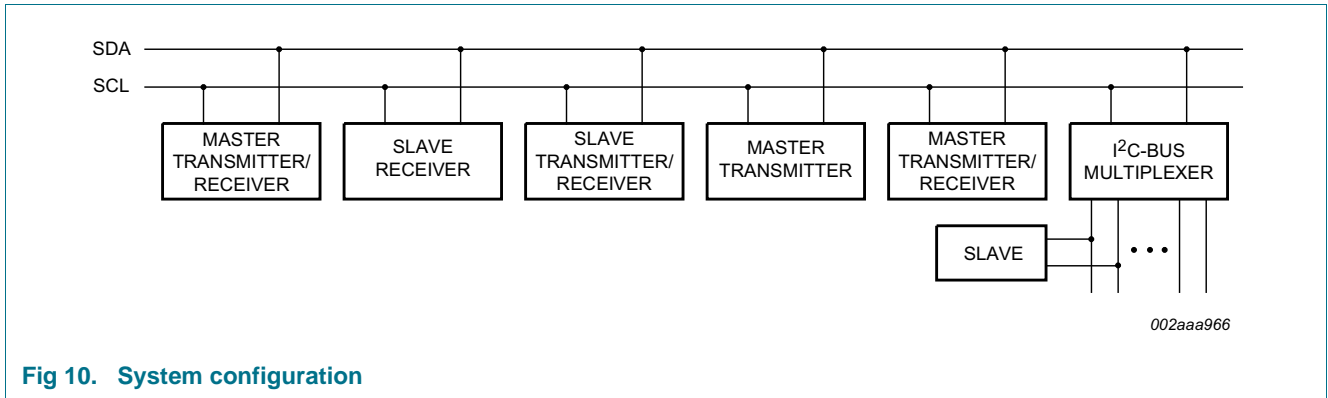 SDA
SCL
MASTER
TRANSMITTER/
RECEIVER
SLAVE
RECEIVER
SLAVE
TRANSMITTER/
RECEIVER
MASTER
TRANSMITTER
MASTER
TRANSMITTER/
RECEIVER
I²C-BUS
MULTIPLEXER
SLAVE
002aaa966
Fig 10. System configuration